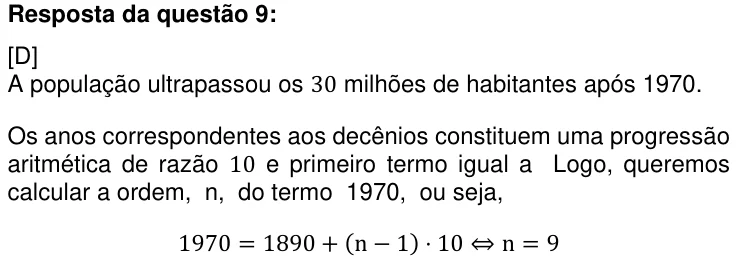 Resposta da questão 9:
[D]
A população ultrapassou os 30 milhões de habitantes após 1970.
Os anos correspondentes aos decênios constituem uma progressão
aritmética de razão 10 e primeiro termo igual a Logo, queremos
calcular a ordem, n, do termo 1970, ou seja,
1970 = 1890 + (n − 1) ⋅ 10 ⇔ n = 9